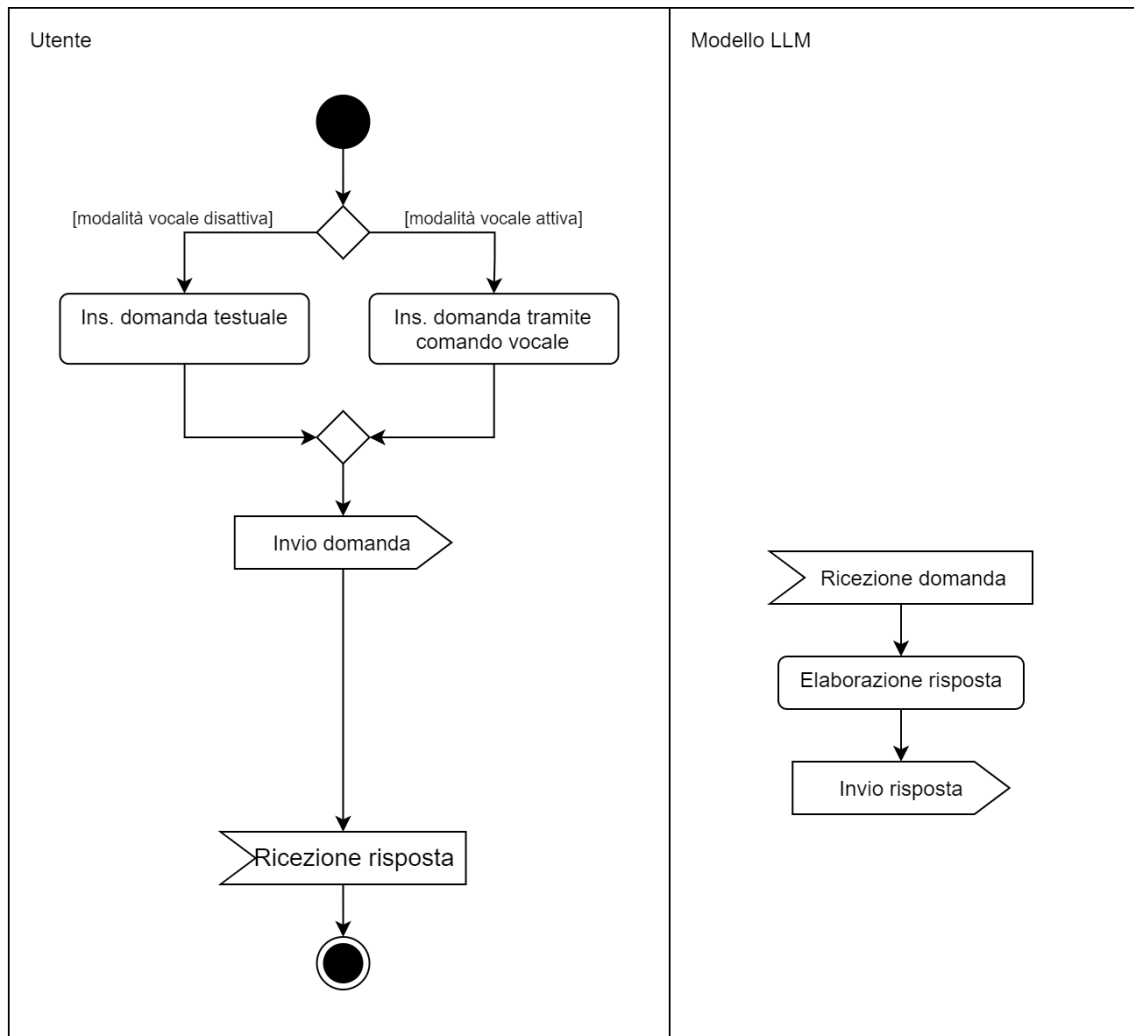 Utente
Modello LLM
[modalità vocale disattiva]
[modalità vocale attiva]
Ins. domanda testuale
Ins. domanda tramite
comando vocale
Invio domanda
Ricezione domanda
Elaborazione risposta
Invio risposta
Ricezione risposta